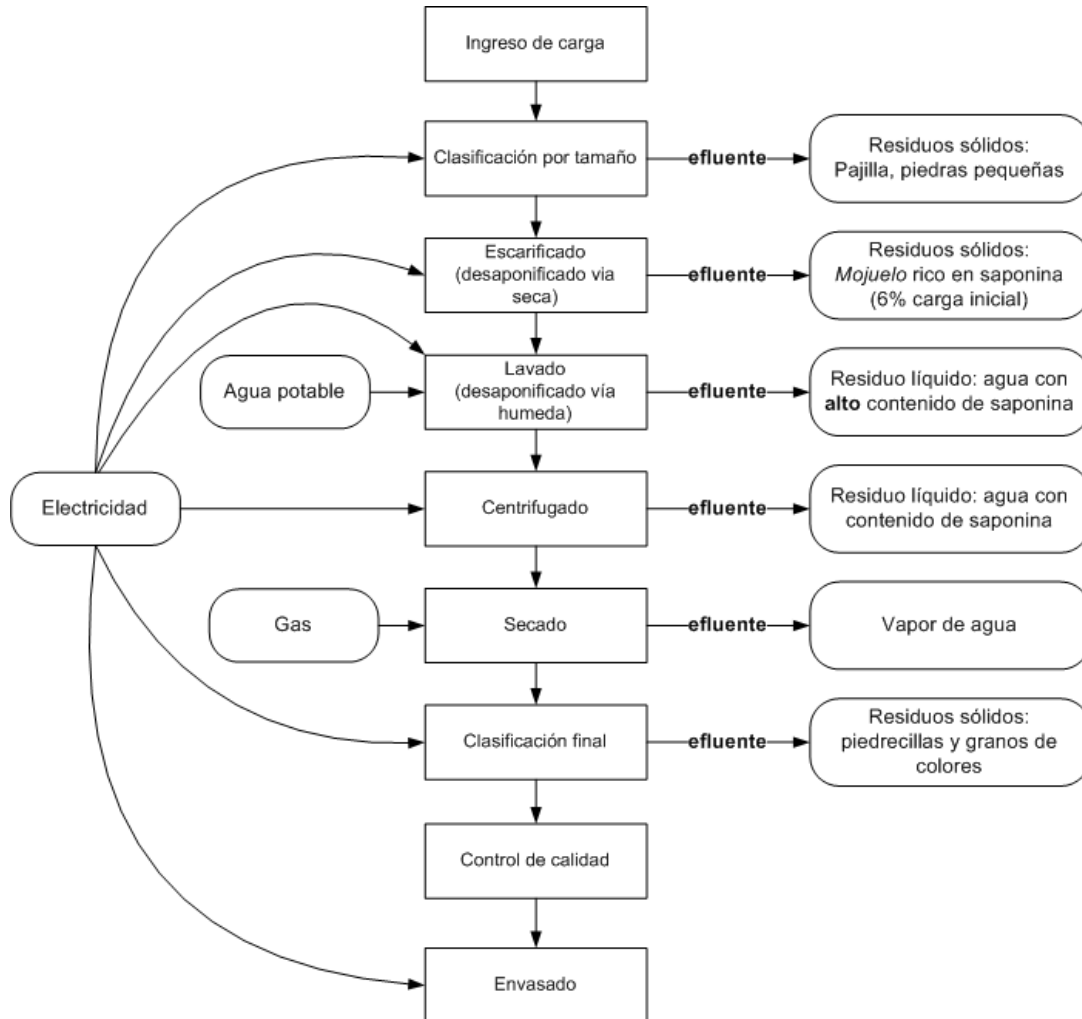 Ingreso de carga
Clasificación por tamaño
efluente
Residuos sólidos:
Pajilla, piedras pequeñas
Escarificado
(desaponificado via
seca)
efluente
Residuos sólidos:
Mojuelo rico en saponina
(6% carga inicial)
Agua potable
Lavado
(desaponificado vía
humeda)
efluente
Residuo líquido: agua con
alto contenido de saponina
Electricidad
Centrifugado
efluente
Residuo líquido: agua con
contenido de saponina
Gas
Secado
efluente
Vapor de agua
Clasificación final
efluente
Residuos sólidos:
piedrecillas y granos de
colores
Control de calidad
Envasado